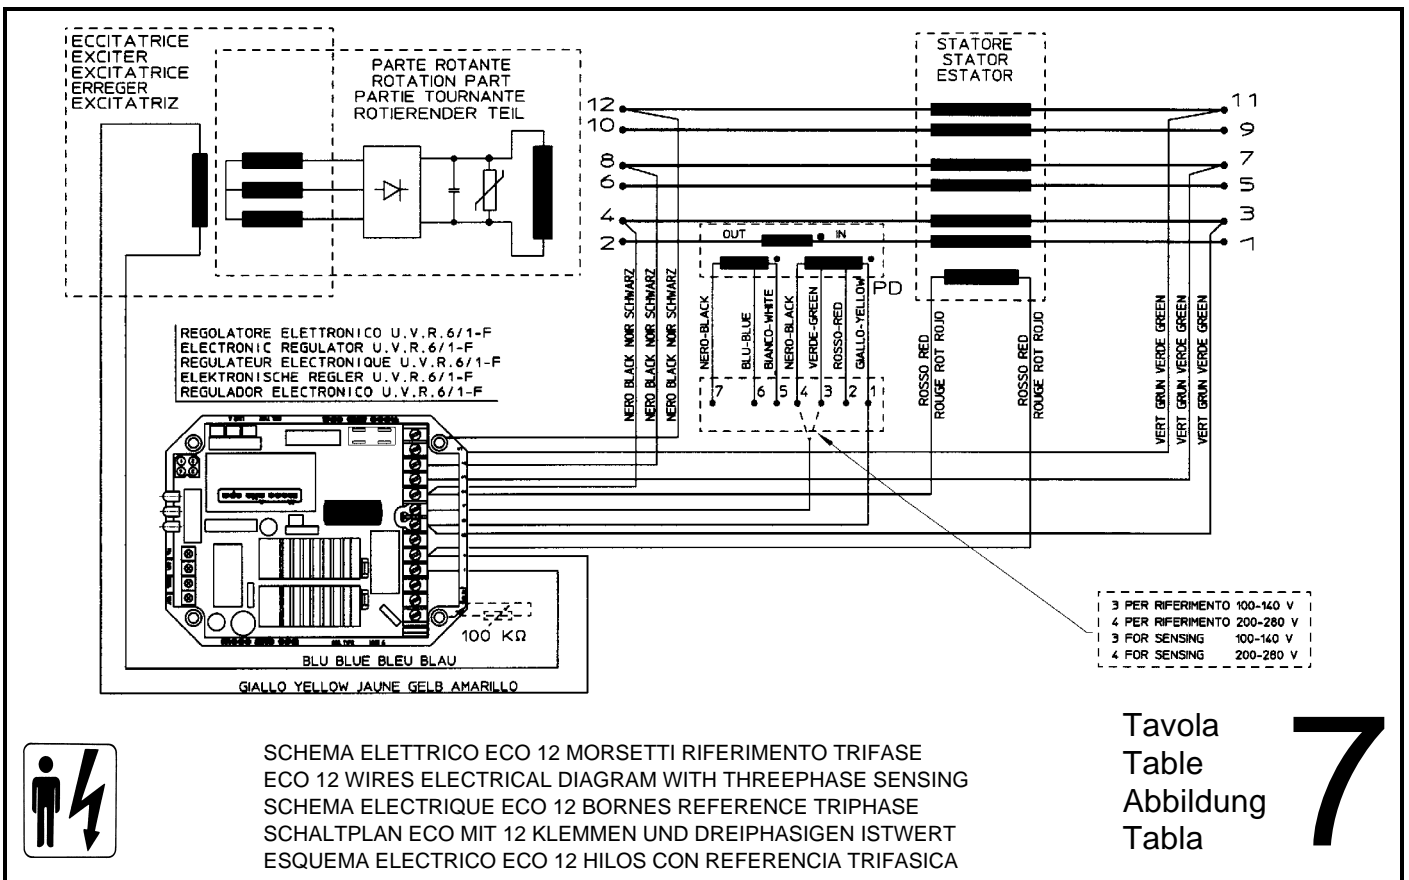 ECCITATRICE
EXCITER
EXCITATRICE
ERREGER
EXCITATRIZ
PARTE ROTANTE
ROTATION PART
PARTIE TOURNANTE
ROTIERENDER TEIL
STATORE
STATOR
ESTATOR
12
10
8
6
4
2
11
9
7
5
3
1
OUT
IN
PD
NERO BLACK NOIR SCHWARZ
NERO BLACK NOIR SCHWARZ
NERO BLACK NOIR SCHWARZ
NERO-BLACK
BLU-BLUE
BIANCO-WHITE
NERO-BLACK
VERDE-GREEN
ROSSO-RED
GIALLO-YELLOW
7 6 5 4 3 2 1
ROSSO RED
ROUGE ROT ROJO
ROSSO RED
ROUGE ROT ROJO
VERT GRUN VERDE GREEN
VERT GRUN VERDE GREEN
VERT GRUN VERDE GREEN
REGOLATORE ELETTRONICO U.V.R.6/1-F
ELECTRONIC REGULATOR U.V.R.6/1-F
REGULATEUR ELECTRONIQUE U.V.R.6/1-F
ELEKTRONISCHE REGLER U.V.R.6/1-F
REGULADOR ELECTRONICO U.V.R.6/1-F
100 KΩ
BLU BLUE BLEU BLAU
GIALLO YELLOW JAUNE GELB AMARILLO
3 PER RIFERIMENTO 100-140 V
4 PER RIFERIMENTO 200-280 V
3 FOR SENSING 100-140 V
4 FOR SENSING 200-280 V
SCHEMA ELETTRICO ECO 12 MORSETTI RIFERIMENTO TRIFASE
ECO 12 WIRES ELECTRICAL DIAGRAM WITH THREEPHASE SENSING
SCHEMA ELECTRIQUE ECO 12 BORNES REFERENCE TRIPHASE
SCHALTPLAN ECO MIT 12 KLEMMEN UND DREIPHASIGEN ISTWERT
ESQUEMA ELECTRICO ECO 12 HILOS CON REFERENCIA TRIFASICA
Tavola
Table
Abbildung
Tabla
7